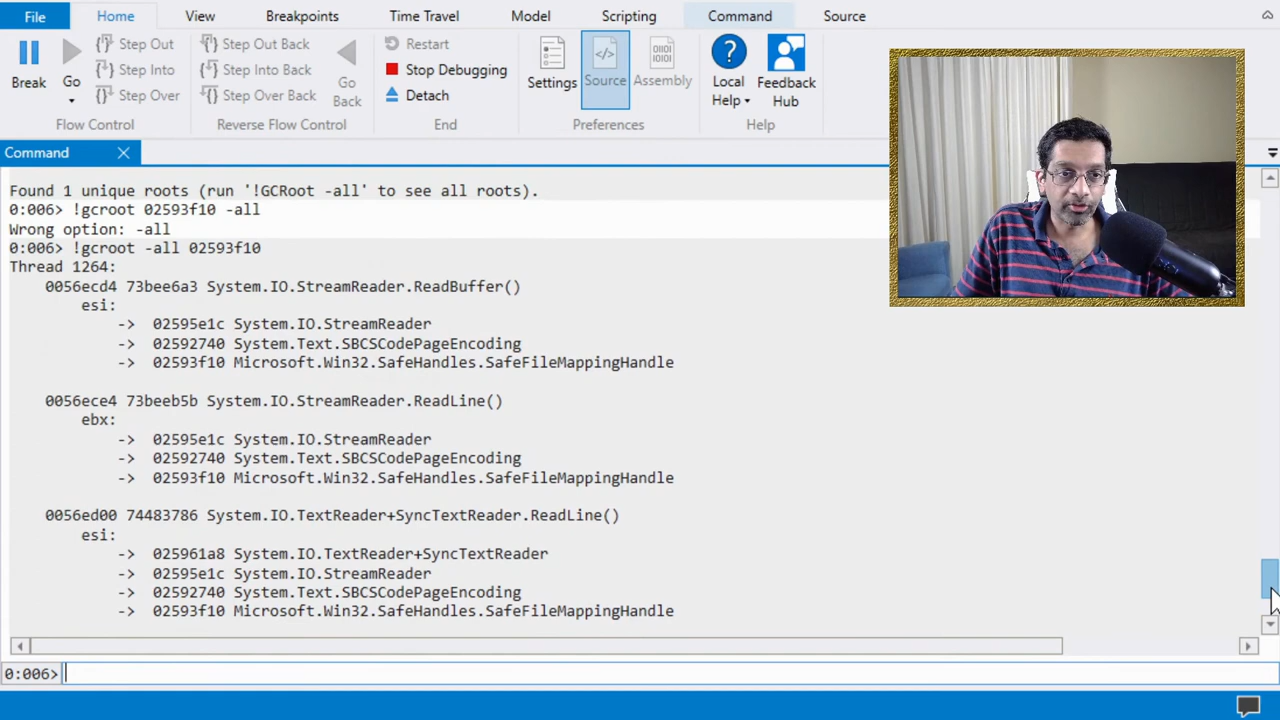 File Home View Breakpoints Time Travel Model Scripting Command Source
Break
Go
Step Out
Step Into
Step Over
Flow Control
Step Out Back
Step Into Back
Step Over Back
Go Back
Reverse Flow Control
Restart
Stop Debugging
Detach
End
Settings
Source
Assembly
Preferences
Local Help
Feedback Hub
Help
Command
Found 1 unique roots (run '!GCRoot -all' to see all roots).
0:006> !gcroot 02593f10 -all
Wrong option: -all
0:006> !gcroot -all 02593f10
Thread 1264:
0056ecd4 73bee6a3 System.IO.StreamReader.ReadBuffer()
esi:
-> 02595e1c System.IO.StreamReader
-> 02592740 System.Text.SBCSCodePageEncoding
-> 02593f10 Microsoft.Win32.SafeHandles.SafeFileMappingHandle
0056ece4 73beeb5b System.IO.StreamReader.ReadLine()
ebx:
-> 02595e1c System.IO.StreamReader
-> 02592740 System.Text.SBCSCodePageEncoding
-> 02593f10 Microsoft.Win32.SafeHandles.SafeFileMappingHandle
0056ed00 74483786 System.IO.TextReader+SyncTextReader.ReadLine()
esi:
-> 025961a8 System.IO.TextReader+SyncTextReader
-> 02595e1c System.IO.StreamReader
-> 02592740 System.Text.SBCSCodePageEncoding
-> 02593f10 Microsoft.Win32.SafeHandles.SafeFileMappingHandle
0:006>